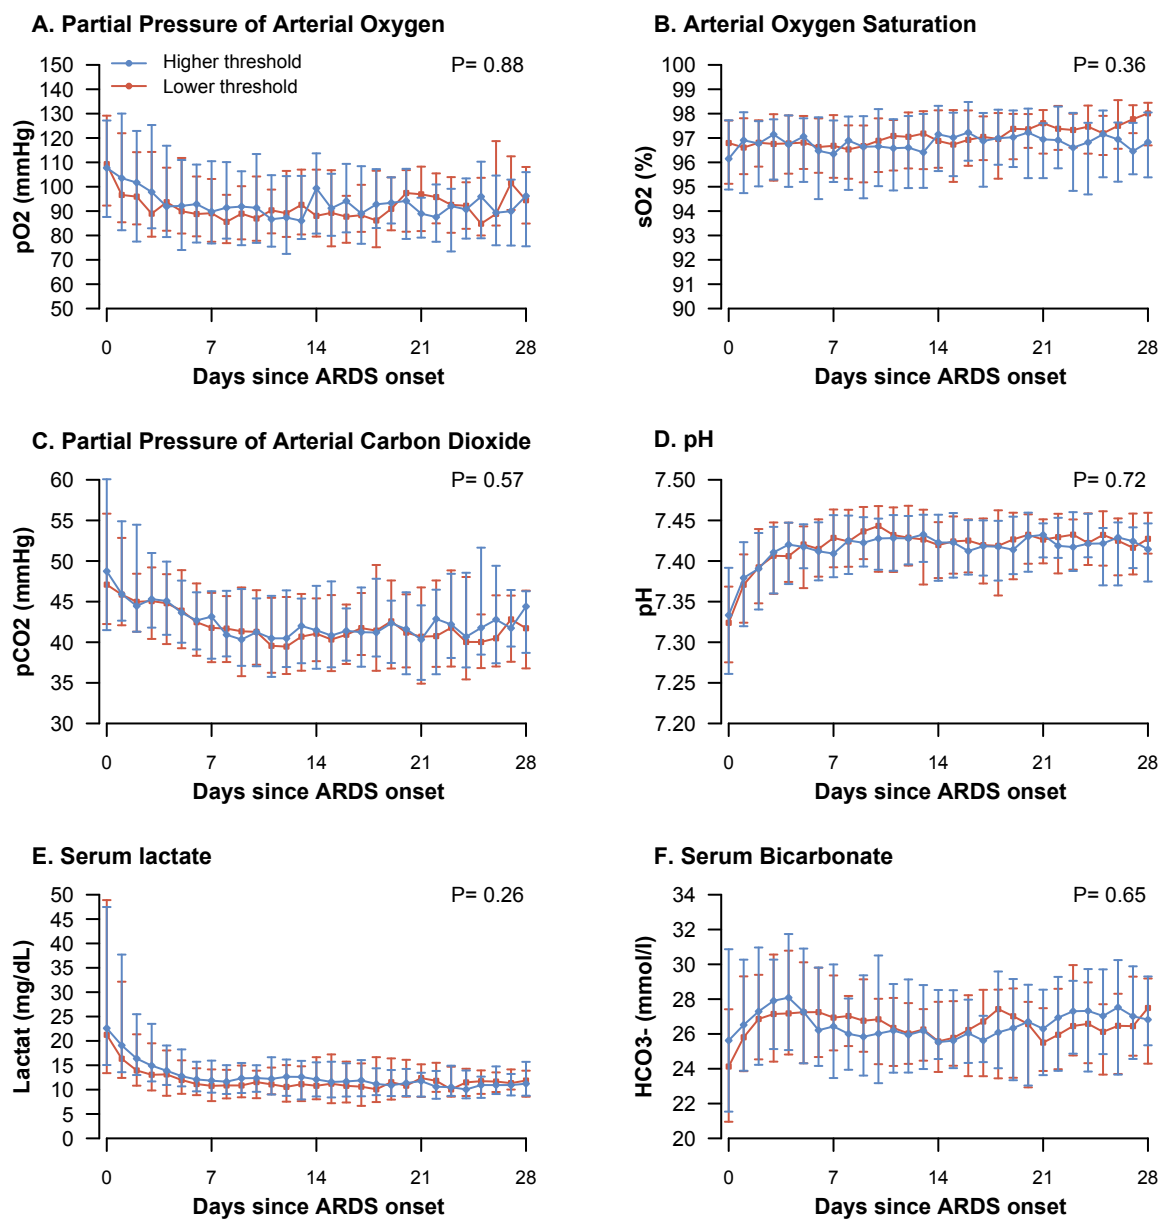 A. Partial Pressure of Arterial Oxygen
Higher threshold
Lower threshold
P= 0.88
pO2 (mmHg)
150
140
130
120
110
100
90
80
70
60
50
0 7 14 21 28
Days since ARDS onset
B. Arterial Oxygen Saturation
P= 0.36
sO2 (%)
100
99
98
97
96
95
94
93
92
91
90
0 7 14 21 28
Days since ARDS onset
C. Partial Pressure of Arterial Carbon Dioxide
P= 0.57
pCO2 (mmHg)
60
55
50
45
40
35
30
0 7 14 21 28
Days since ARDS onset
D. pH
P= 0.72
pH
7.50
7.45
7.40
7.35
7.30
7.25
7.20
0 7 14 21 28
Days since ARDS onset
E. Serum lactate
P= 0.26
Lactat (mg/dL)
50
45
40
35
30
25
20
15
10
5
0
0 7 14 21 28
Days since ARDS onset
F. Serum Bicarbonate
P= 0.65
HCO3- (mmol/l)
34
32
30
28
26
24
22
20
0 7 14 21 28
Days since ARDS onset